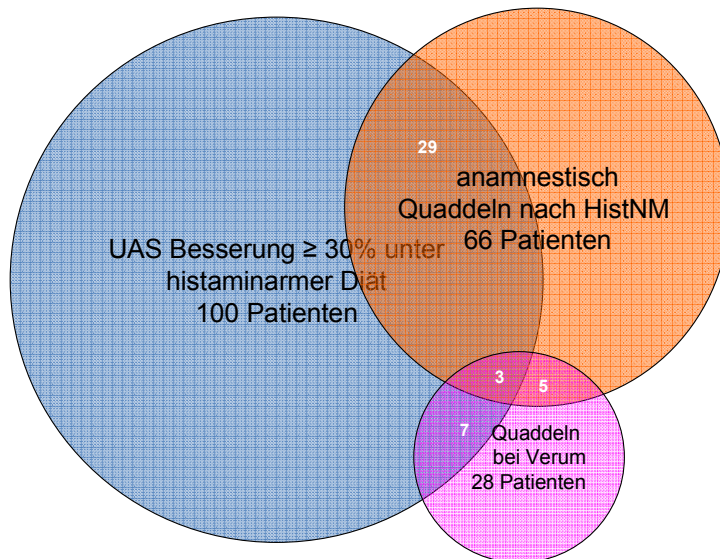 29
anamnestisch
Quaddeln nach HistNM
66 Patienten
UAS Besserung ≥ 30% unter
histaminarmer Diät
100 Patienten
3
5
7
Quaddeln
bei Verum
28 Patienten